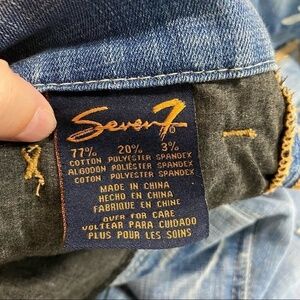 Seven7
77% 20% 3%
COTTON POLYESTER SPANDEX
ALGODON POLIÉSTER SPANDEX
COTON POLYESTER SPANDEX
MADE IN CHINA
HECHO EN CHINA
FABRIQUE EN CHINE
OVER FOR CARE
VOLTEAR PARA CUIDADO
PLUS POUR LES SOINS